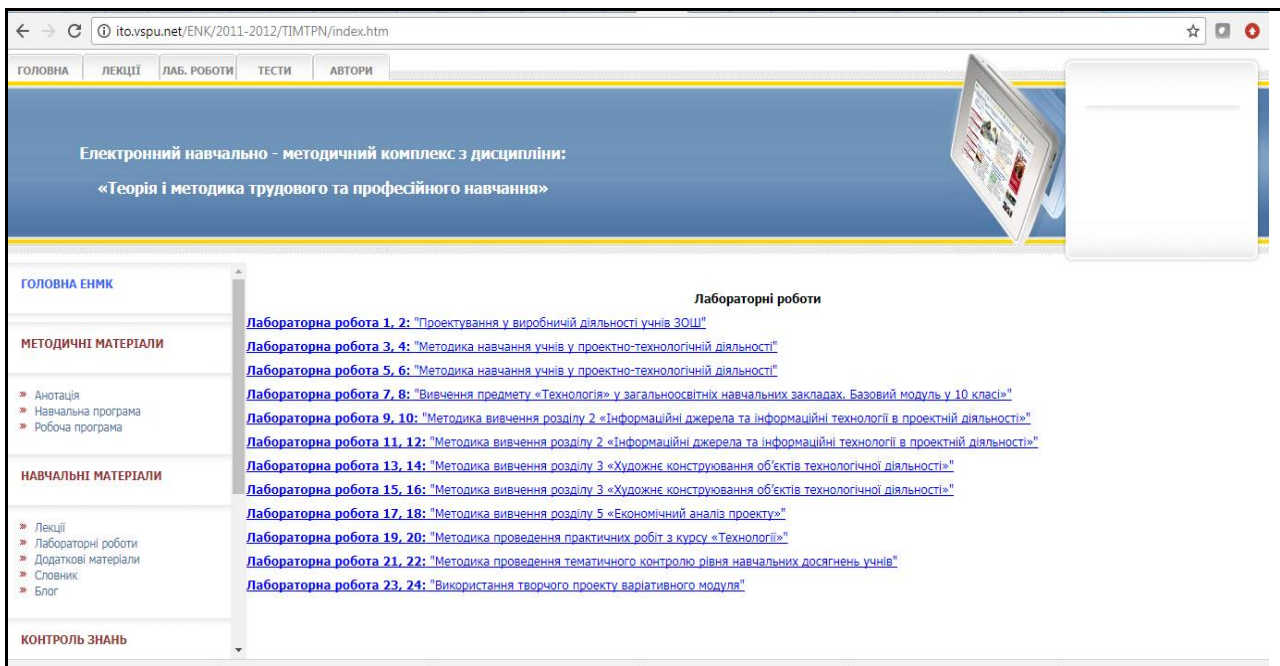 ito.vspu.net/ENK/2011-2012/TIMTPN/index.htm
ГОЛОВНА ЛЕКЦІЇ ЛАБ. РОБОТИ ТЕСТИ АВТОРИ
Електронний навчально - методичний комплекс з дисципліни:
«Теорія і методика трудового та професійного навчання»
ГОЛОВНА ЕНМК
МЕТОДИЧНІ МАТЕРІАЛИ
» Анотація
» Навчальна програма
» Робоча програма
НАВЧАЛЬНІ МАТЕРІАЛИ
» Лекції
» Лабораторні роботи
» Додаткові матеріали
» Словник
» Блог
КОНТРОЛЬ ЗНАНЬ
Лабораторні роботи
Лабораторна робота 1, 2: "Проектування у виробничій діяльності учнів ЗОШ"
Лабораторна робота 3, 4: "Методика навчання учнів у проектно-технологічній діяльності"
Лабораторна робота 5, 6: "Методика навчання учнів у проектно-технологічній діяльності"
Лабораторна робота 7, 8: "Вивчення предмету «Технологія» у загальноосвітніх навчальних закладах. Базовий модуль у 10 класі»"
Лабораторна робота 9, 10: "Методика вивчення розділу 2 «Інформаційні джерела та інформаційні технології в проектній діяльності»"
Лабораторна робота 11, 12: "Методика вивчення розділу 2 «Інформаційні джерела та інформаційні технології в проектній діяльності»"
Лабораторна робота 13, 14: "Методика вивчення розділу 3 «Художнє конструювання об'єктів технологічної діяльності»"
Лабораторна робота 15, 16: "Методика вивчення розділу 3 «Художнє конструювання об'єктів технологічної діяльності»"
Лабораторна робота 17, 18: "Методика вивчення розділу 5 «Економічний аналіз проекту»"
Лабораторна робота 19, 20: "Методика проведення практичних робіт з курсу «Технології»"
Лабораторна робота 21, 22: "Методика проведення тематичного контролю рівня навчальних досягнень учнів"
Лабораторна робота 23, 24: "Використання творчого проекту варіативного модуля"